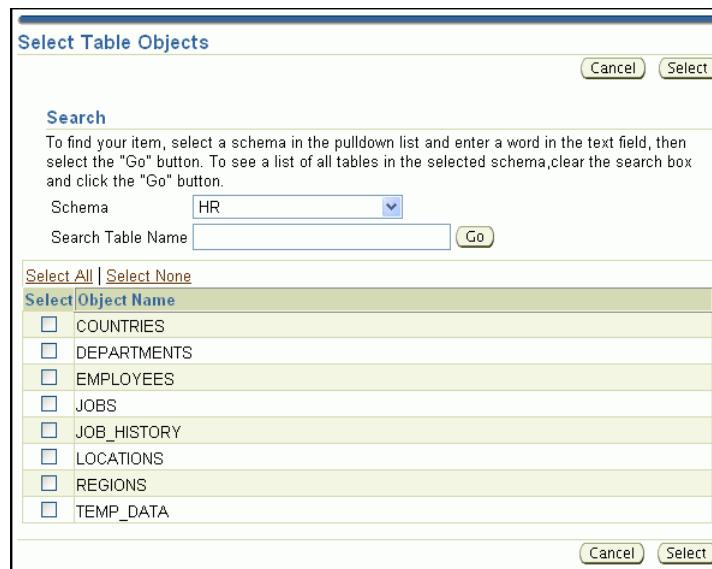 Select Table Objects
Cancel Select
Search
To find your item, select a schema in the pulldown list and enter a word in the text field, then
select the "Go" button. To see a list of all tables in the selected schema,clear the search box
and click the "Go" button.
Schema HR
Search Table Name Go
Select All | Select None
Select Object Name
COUNTRIES
DEPARTMENTS
EMPLOYEES
JOBS
JOB_HISTORY
LOCATIONS
REGIONS
TEMP_DATA
Cancel Select